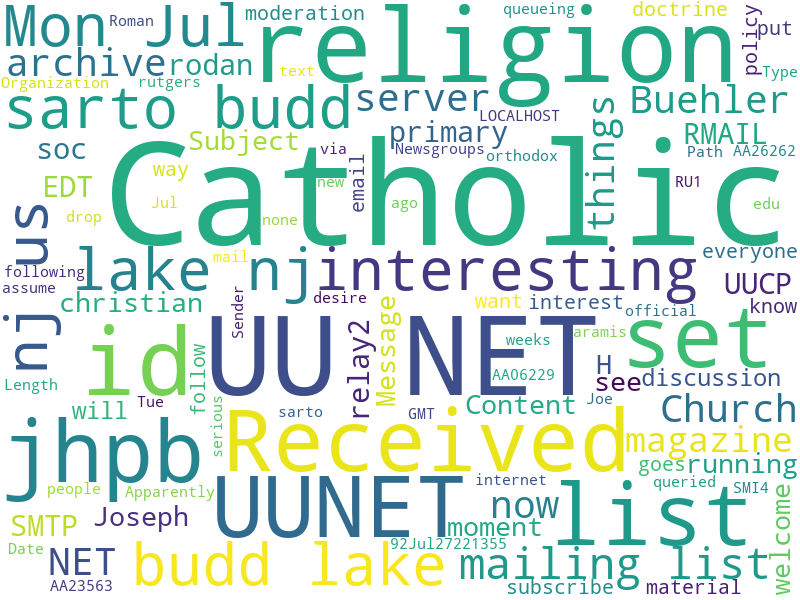 Mon Jul
Roman
moderation
queueing
doctrine
policy
put
religion
archive
rodan
text
Organization
rutgers
Type
sarto budd
server
LOCALHOST
things
Buehler
Subject
primary
RMAIL
soc
via
Newsgroups
orthodox
Path
AA26262
EDT
way
email
new
RU1
Catholic
us
drop
Jul
none
ago
edu
lake nj
mail
interesting
everyone
following
assume
christian
Sender
desire
want
interest
official
UUCP
know
nj
id
UU NET
relay2
Message
weeks
aramis
set
H
see
discussion
AA06229
Length
Tue
follow
will
sarto
GMT
Content
Joe
Church
jhpb
serious
Received
magazine
goes
running
people
Apparently
UUNET
internet
queried
SMI4
now
list
welcome
SMTP
Joseph
moment
Date
92Jul27221355
NET
budd lake
mailing list
AA23563
subscribe
material